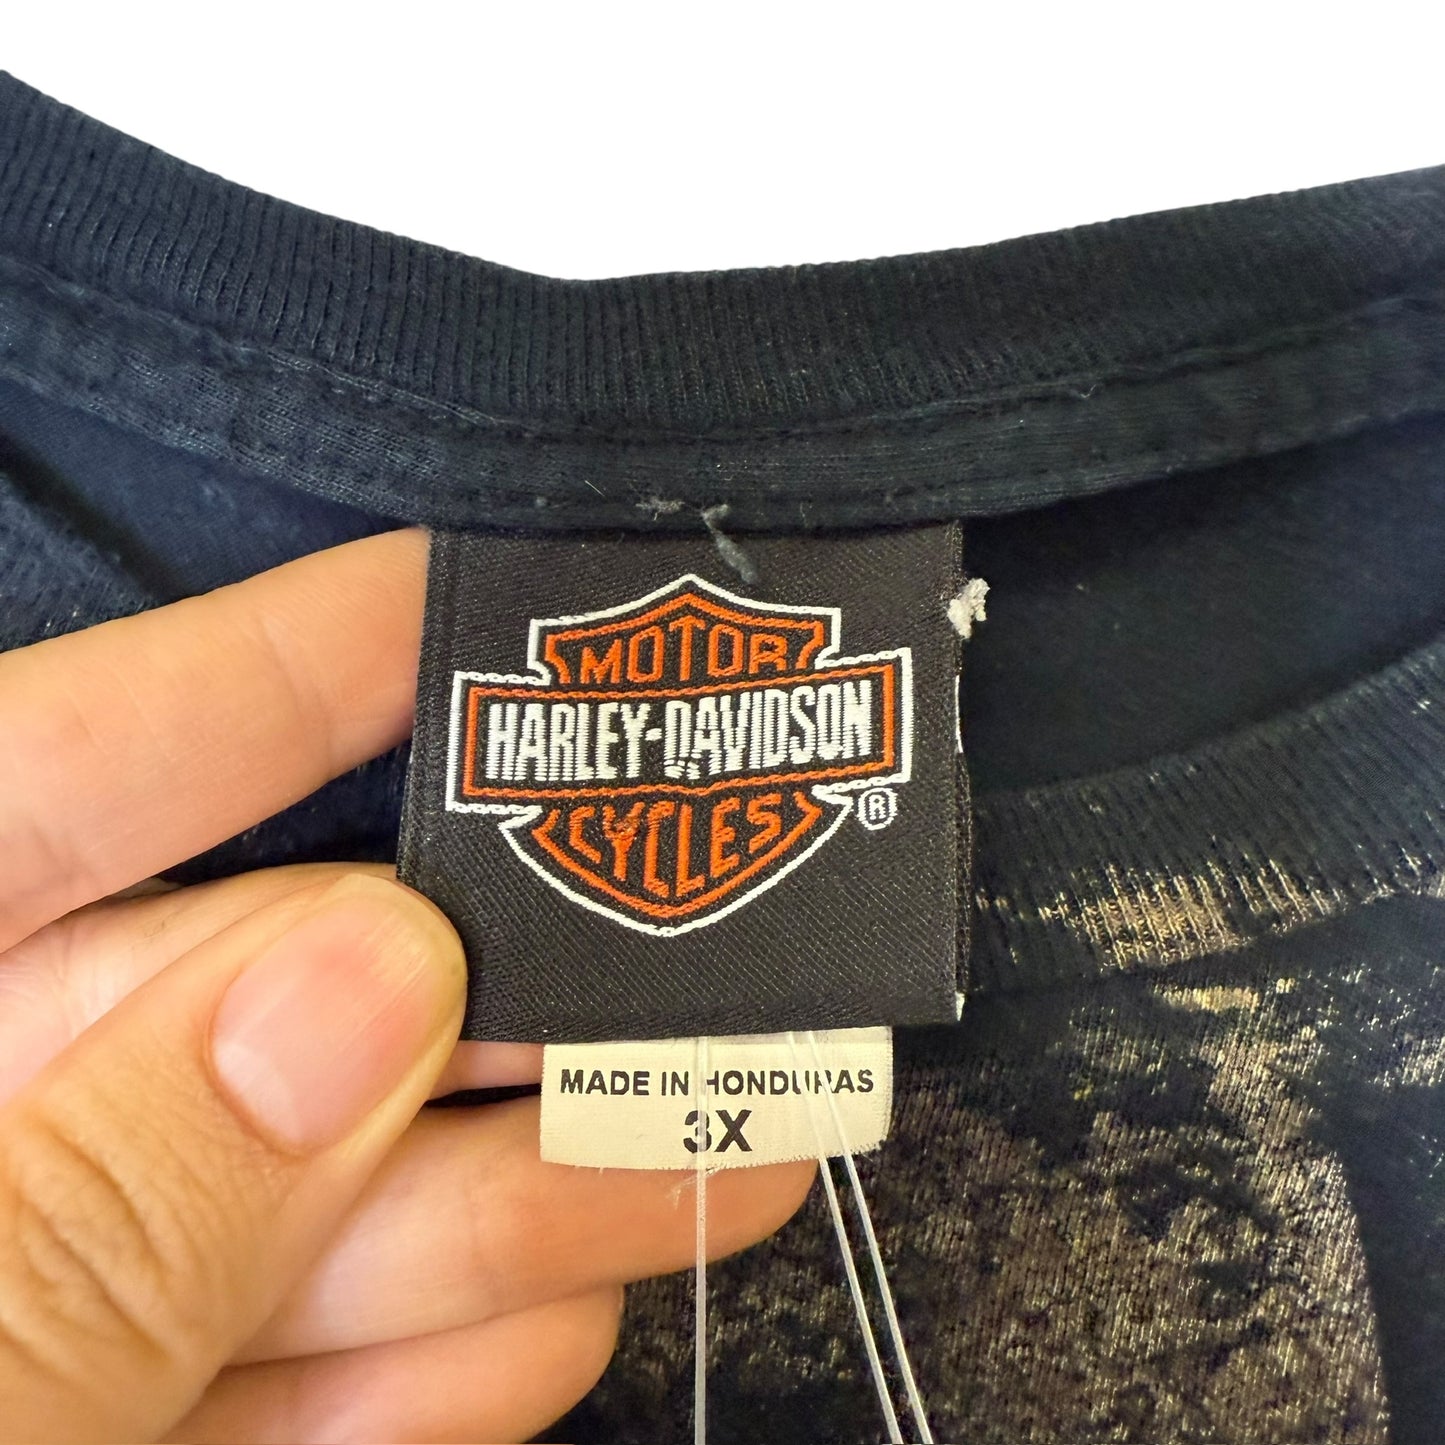 MOTOR
HARLEY-DAVIDSON
CYCLES
®
MADE IN HONDURAS
3X